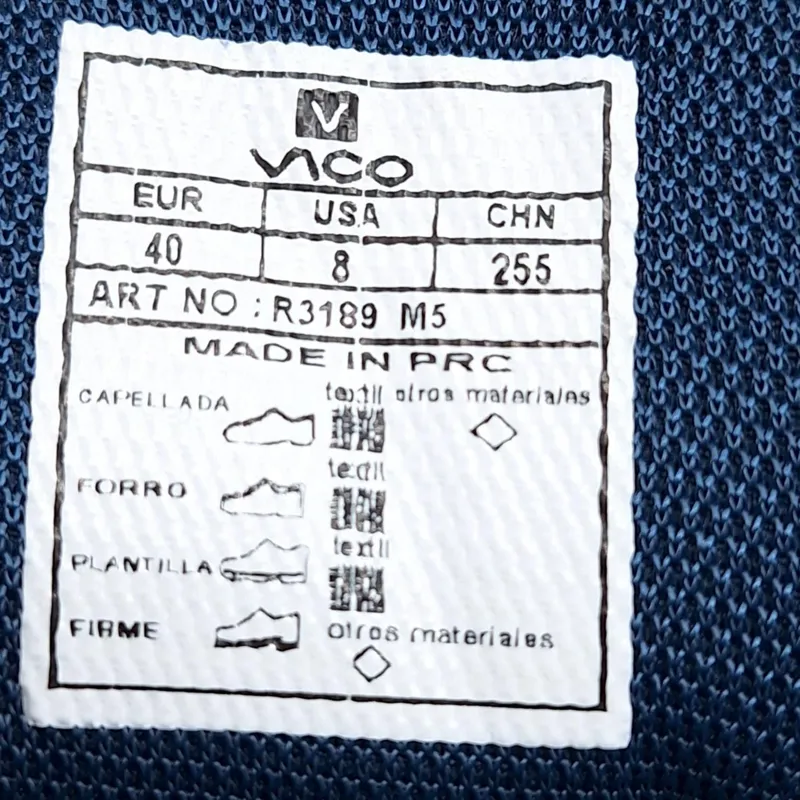 V
VICO
EUR USA CHN
40 8 255
ART NO : R3189 M5
MADE IN PRC
CAPELLADA textil otros materiales
FORRO textil
PLANTILLA textil
FIRME otros materiales